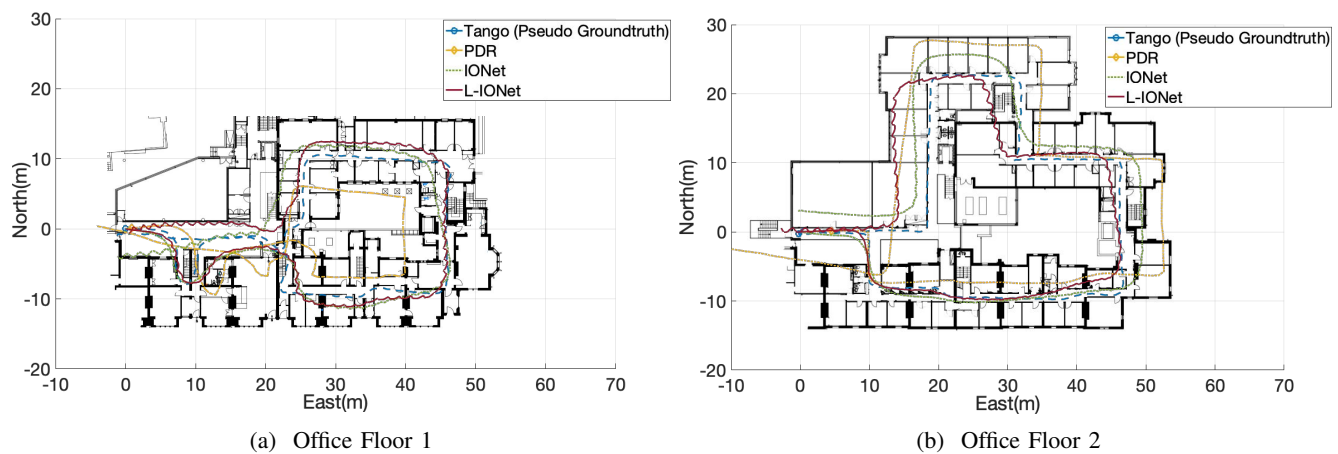 30
20
10
0
-10
-20
-10
0
10
20
30
40
50
60
70
North(m)
East(m)
Tango (Pseudo Groundtruth)
PDR
IONet
L-IONet
(a) Office Floor 1
30
20
10
0
-10
-20
-10
0
10
20
30
40
50
60
70
North(m)
East(m)
Tango (Pseudo Groundtruth)
PDR
IONet
L-IONet
(b) Office Floor 2